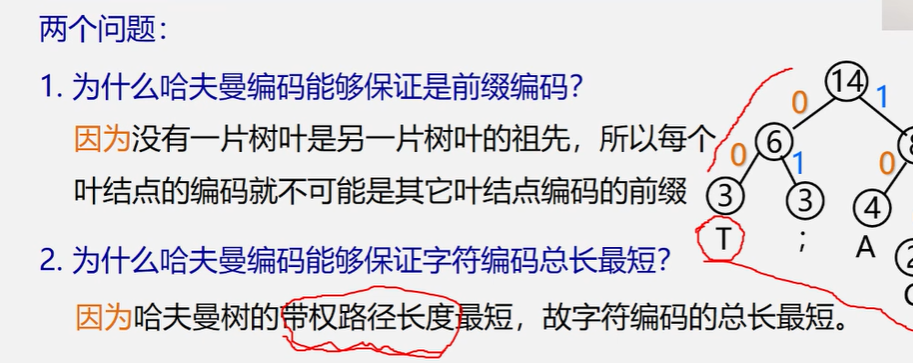 两个问题：
1. 为什么哈夫曼编码能够保证是前缀编码？
因为没有一片树叶是另一片树叶的祖先，所以每个
叶结点的编码就不可能是其它叶结点编码的前缀
2. 为什么哈夫曼编码能够保证字符编码总长最短？
因为哈夫曼树的带权路径长度最短，故字符编码的总长最短。
14
0 1
6
0 1 0
3 3 4
T ; A